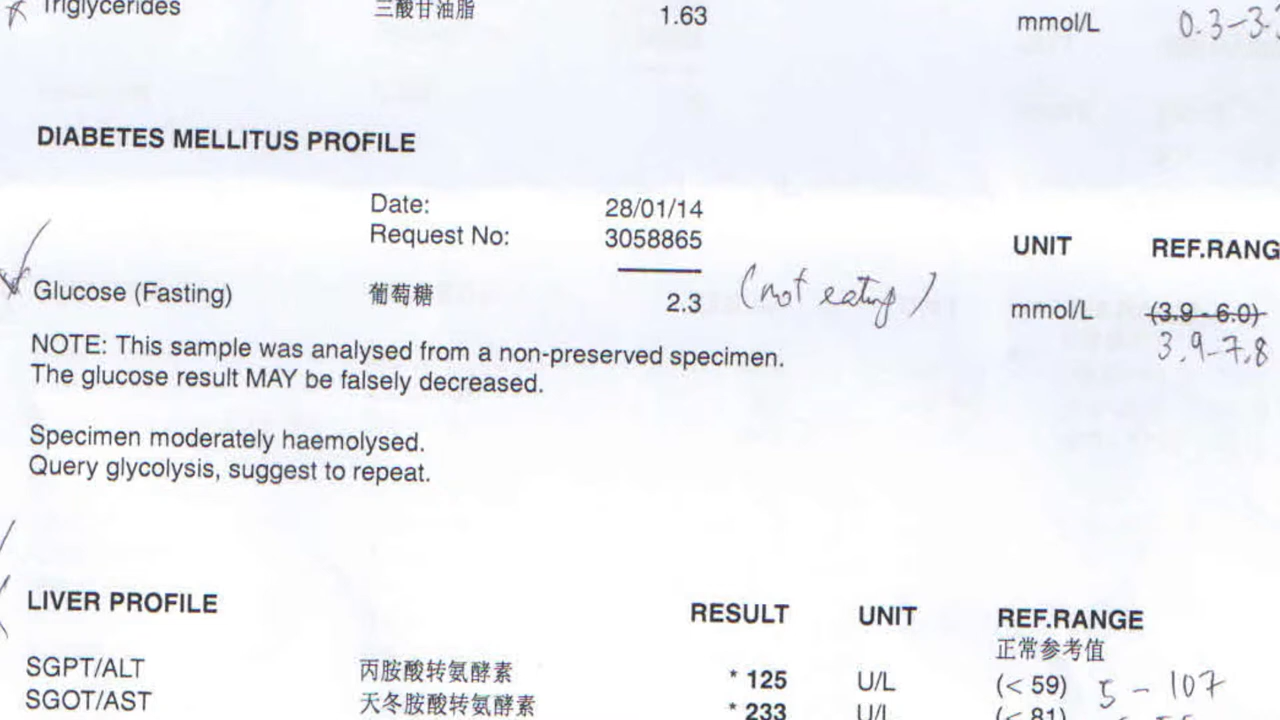 Triglycerides 三酸甘油脂 1.63 mmol/L 0.3-3.
DIABETES MELLITUS PROFILE
Date: 28/01/14
Request No: 3058865
UNIT REF.RANG
Glucose (Fasting) 葡萄糖 2.3 (not eating) mmol/L (3.9-6.0)
3.9-7.8
NOTE: This sample was analysed from a non-preserved specimen.
The glucose result MAY be falsely decreased.
Specimen moderately haemolysed.
Query glycolysis, suggest to repeat.
LIVER PROFILE RESULT UNIT REF.RANGE
正常参考值
SGPT/ALT 丙胺酸转氨酵素 * 125 U/L (< 59) 5 - 107
SGOT/AST 天冬胺酸转氨酵素 * 233 U/L (< 81)